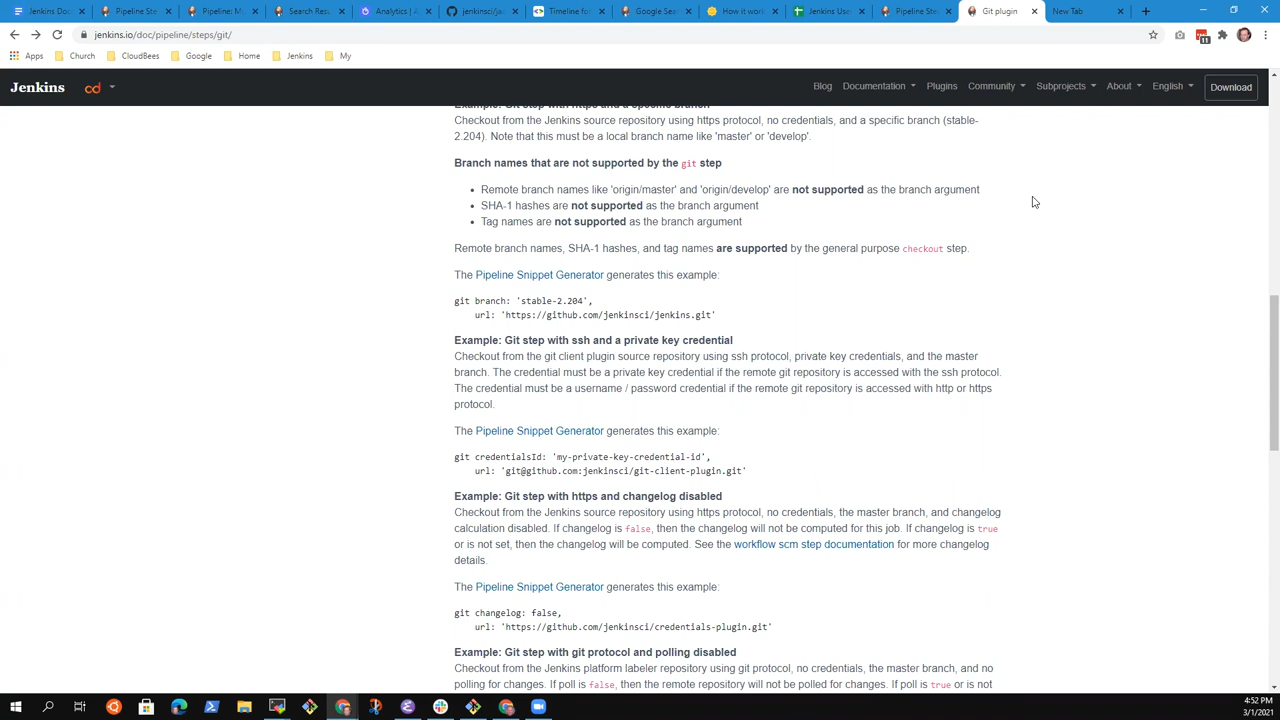 Jenkins Doc
Pipeline Ste
Pipeline: M
Search Resu
Analytics | A
jenkinsci/jac
Timeline for
Google Sear
How it work
Jenkins Use
Pipeline Ste
Git plugin
New Tab
jenkins.io/doc/pipeline/steps/git/
11
Apps
Church
CloudBees
Google
Home
Jenkins
My
Jenkins
cd
Blog
Documentation
Plugins
Community
Subprojects
About
English
Download
Example: Git step with https and a specific branch
Checkout from the Jenkins source repository using https protocol, no credentials, and a specific branch (stable-
2.204). Note that this must be a local branch name like 'master' or 'develop'.
Branch names that are not supported by the git step
• Remote branch names like 'origin/master' and 'origin/develop' are not supported as the branch argument
• SHA-1 hashes are not supported as the branch argument
• Tag names are not supported as the branch argument
Remote branch names, SHA-1 hashes, and tag names are supported by the general purpose checkout step.
The Pipeline Snippet Generator generates this example:
git branch: 'stable-2.204',
url: 'https://github.com/jenkinsci/jenkins.git'
Example: Git step with ssh and a private key credential
Checkout from the git client plugin source repository using ssh protocol, private key credentials, and the master
branch. The credential must be a private key credential if the remote git repository is accessed with the ssh protocol.
The credential must be a username / password credential if the remote git repository is accessed with http or https
protocol.
The Pipeline Snippet Generator generates this example:
git credentialsId: 'my-private-key-credential-id',
url: 'git@github.com:jenkinsci/git-client-plugin.git'
Example: Git step with https and changelog disabled
Checkout from the Jenkins source repository using https protocol, no credentials, the master branch, and changelog
calculation disabled. If changelog is false, then the changelog will not be computed for this job. If changelog is true
or is not set, then the changelog will be computed. See the workflow scm step documentation for more changelog
details.
The Pipeline Snippet Generator generates this example:
git changelog: false,
url: 'https://github.com/jenkinsci/credentials-plugin.git'
Example: Git step with git protocol and polling disabled
Checkout from the Jenkins platform labeler repository using git protocol, no credentials, the master branch, and no
polling for changes. If poll is false, then the remote repository will not be polled for changes. If poll is true or is not
4:52 PM
3/1/2021